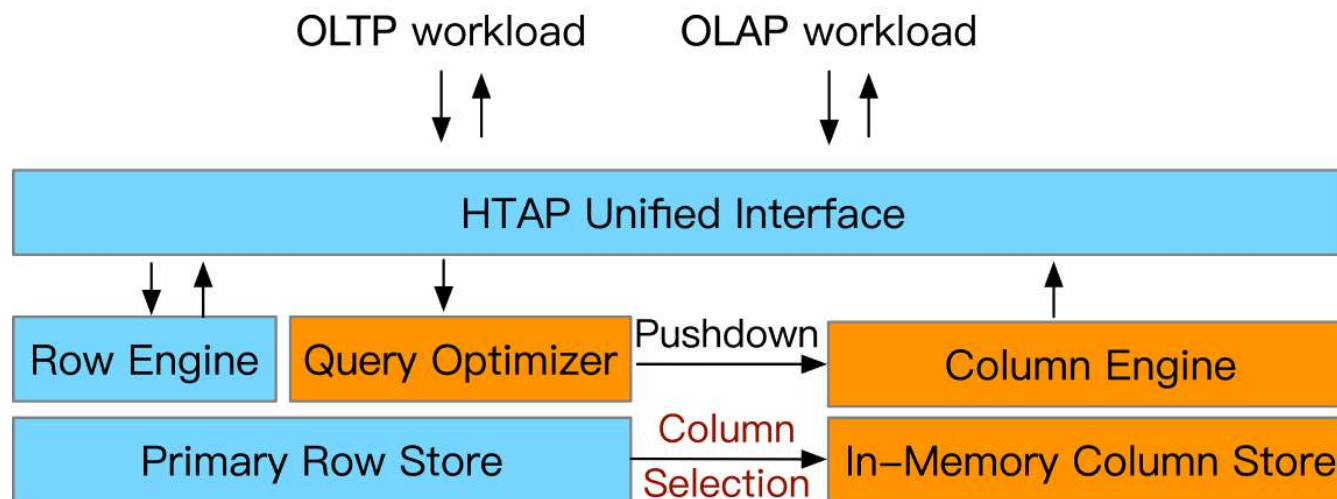 OLTP workload
OLAP workload
HTAP Unified Interface
Row Engine
Query Optimizer
Pushdown
Column Engine
Primary Row Store
Column
Selection
In-Memory Column Store